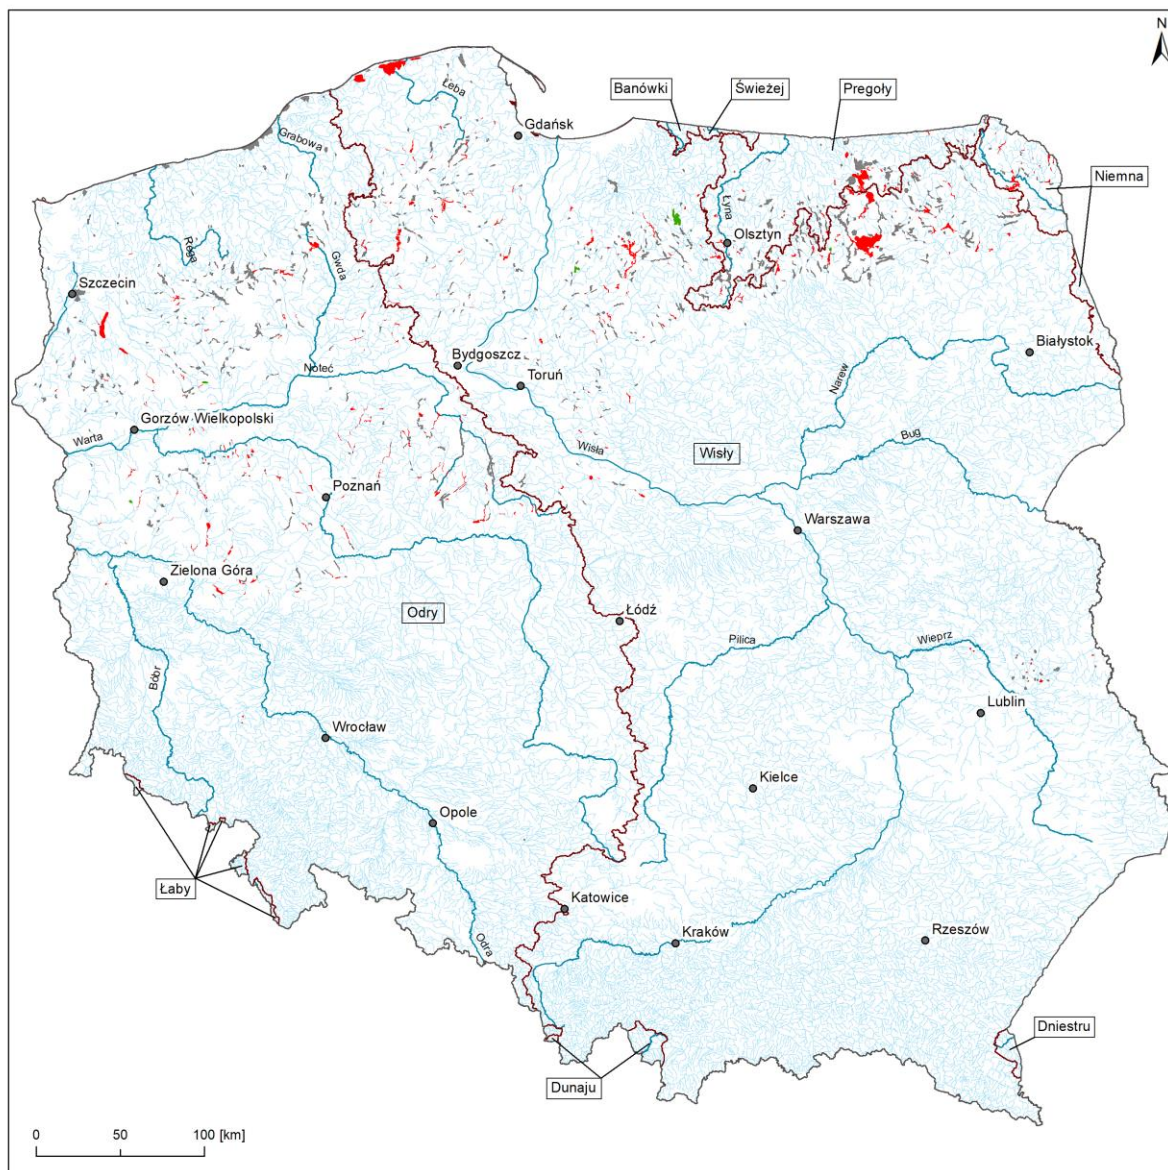 N
Banówki
Świeżej
Pregoły
Łeba
Gdańsk
Grabowa
Niemna
Łyna
Rega
Olsztyn
Gwda
Szczecin
Białystok
Bydgoszcz
Noteć
Toruń
Narew
Gorzów Wielkopolski
Warta
Wisła
Wisły
Bug
Poznań
Warszawa
Zielona Góra
Odry
Łódź
Pilica
Wieprz
Bóbr
Lublin
Wrocław
Kielce
Opole
Łaby
Katowice
Kraków
Rzeszów
Odra
Dniestru
Dunaju
0 50 100 [km]